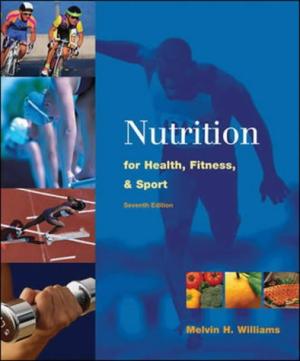 Nutrition
for Health, Fitness,
& Sport
Seventh Edition
Melvin H. Williams